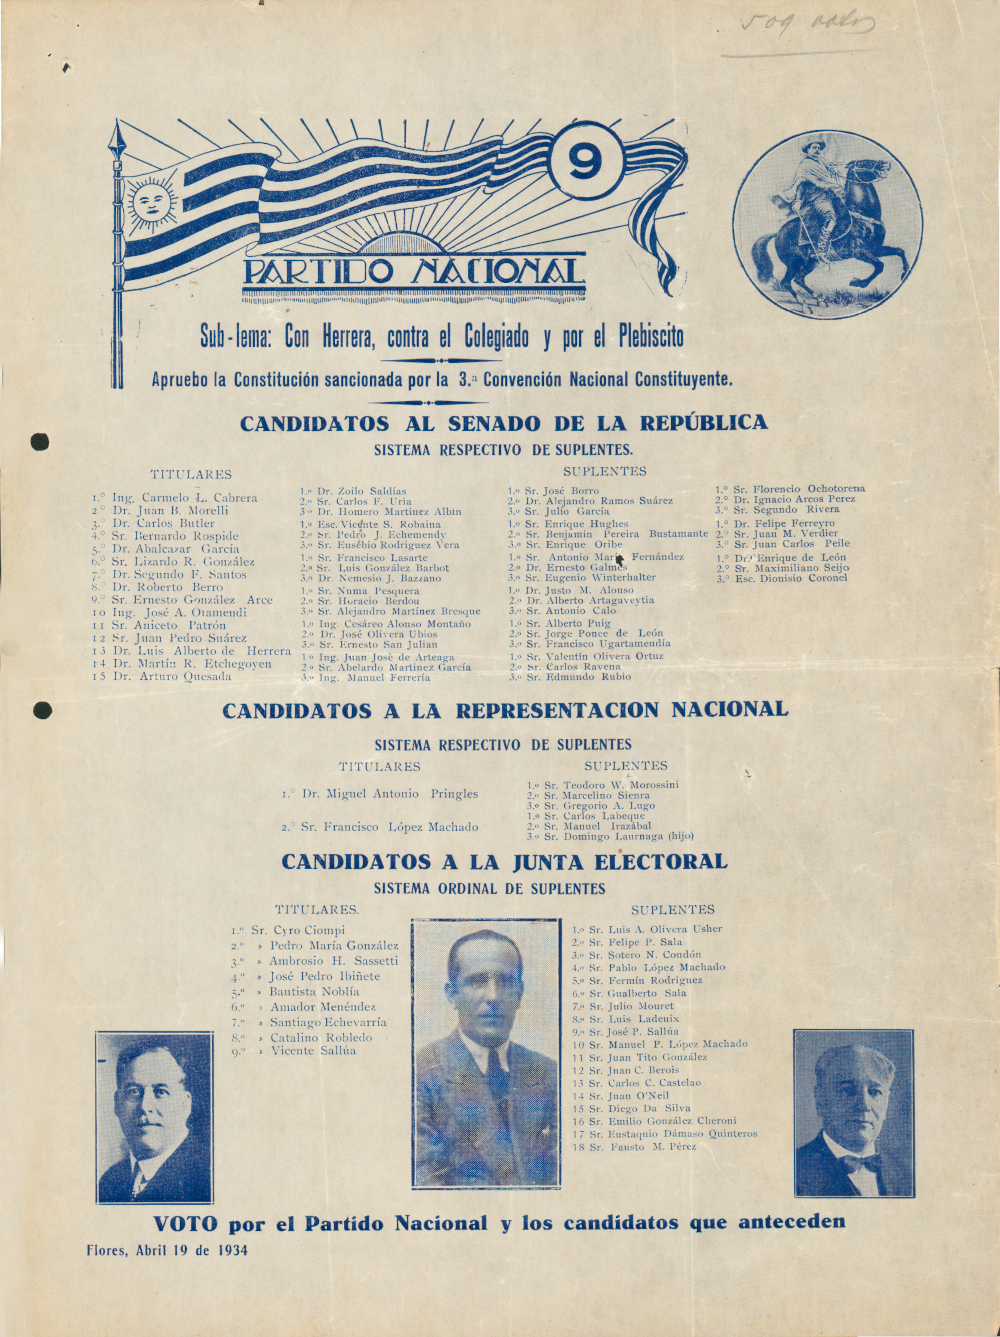 509 votos
9
PARTIDO NACIONAL
Sub-lema: Con Herrera, contra el Colegiado y por el Plebiscito
Apruebo la Constitución sancionada por la 3.a Convención Nacional Constituyente.
CANDIDATOS AL SENADO DE LA REPÚBLICA
SISTEMA RESPECTIVO DE SUPLENTES.
TITULARES
1.º Ing. Carmelo L. Cabrera
2º Dr. Juan B. Morelli
3.º Dr. Carlos Butler
4.º Sr. Bernardo Rospide
5.º Dr. Abalcazar García
6.º Sr. Lizardo R. González
7.º Dr. Segundo F. Santos
8.º Dr. Roberto Berro
9.º Sr. Ernesto González Arce
10 Ing. José A. Otamendi
11 Sr. Aniceto Patrón
12 Sr. Juan Pedro Suárez
13 Dr. Luis Alberto de Herrera
14 Dr. Martín R. Etchegoyen
15 Dr. Arturo Quesada
SUPLENTES
1.º Dr. Zoilo Saldías
2.º Sr. Carlos F. Uria
3º Dr. Homero Martínez Albin
1.º Esc. Vicente S. Robaina
2.º Sr. Pedro J. Echemendy
3.º Sr. Eusébio Rodriguez Vera
1.º Sr. Francisco Lasarte
2.º Sr. Luis González Barbot
3.º Dr. Nemesio J. Bazzano
1.º Sr. Numa Pesquera
2.º Sr. Horacio Berdou
3.º Sr. Alejandro Martínez Bresque
1.º Ing. Cesáreo Alonso Montaño
2.º Dr. José Olivera Ubios
3.º Sr. Ernesto San Julian
1º Ing. Juan José de Arteaga
2.º Sr. Abelardo Martínez García
3.º Ing. Manuel Ferrería
1.º Sr. José Borro
2.º Dr. Alejandro Ramos Suárez
3.º Sr. Julio García
1.º Sr. Enrique Hughes
2.º Sr. Benjamín Pereira Bustamante
3.º Sr. Enrique Oribe
1.º Sr. Antonio María Fernández
2.º Dr. Ernesto Galmes
3.º Sr. Eugenio Winterhalter
1.º Dr. Justo M. Alonso
2.º Dr. Alberto Artagaveytia
3.º Sr. Antonio Calo
1.º Sr. Alberto Puig
2.º Sr. Jorge Ponce de León
3.º Sr. Francisco Ugartamendía
1.º Sr. Valentín Olivera Ortuz
2.º Sr. Carlos Ravena
3.º Sr. Edmundo Rubio
1.º Sr. Florencio Ochotorena
2.º Dr. Ignacio Arcos Perez
3.º Sr. Segundo Rivera
1.º Dr. Felipe Ferreyro
2.º Sr. Juan M. Verdier
3.º Sr. Juan Carlos Peile
1.º Dr. Enrique de León
2.º Sr. Maximiliano Seijo
3.º Esc. Dionisio Coronel
CANDIDATOS A LA REPRESENTACION NACIONAL
SISTEMA RESPECTIVO DE SUPLENTES
TITULARES
1.º Dr. Miguel Antonio Pringles
2.º Sr. Francisco López Machado
SUPLENTES
1.º Sr. Teodoro W. Morossini
2.º Sr. Marcelino Sienra
3.º Sr. Gregorio A. Lugo
1.º Sr. Carlos Labeque
2.º Sr. Manuel Irazábal
3.º Sr. Domingo Laurnaga (hijo)
CANDIDATOS A LA JUNTA ELECTORAL
SISTEMA ORDINAL DE SUPLENTES
TITULARES.
1.º Sr. Cyro Ciompi
2.º » Pedro María González
3.º » Ambrosio H. Sassetti
4.º » José Pedro Ibiñete
5.º » Bautista Noblía
6.º » Amador Menéndez
7.º » Santiago Echevarría
8.º » Catalino Robledo
9.º » Vicente Sallúa
SUPLENTES
1.º Sr. Luis A. Olivera Usher
2.º Sr. Felipe P. Sala
3.º Sr. Sotero N. Condón
4.º Sr. Pablo López Machado
5.º Sr. Fermín Rodriguez
6.º Sr. Gualberto Sala
7.º Sr. Julio Mouret
8.º Sr. Luis Ladeuix
9.º Sr. José P. Sallúa
10 Sr. Manuel P. López Machado
11 Sr. Juan Tito González
12 Sr. Juan C. Berois
13 Sr. Carlos C. Castelao
14 Sr. Juan O'Neil
15 Sr. Diego Da Silva
16 Sr. Emilio González Cheroni
17 Sr. Eustaquio Dámaso Quinteros
18 Sr. Fausto M. Pérez
VOTO por el Partido Nacional y los candidatos que anteceden
Flores, Abril 19 de 1934